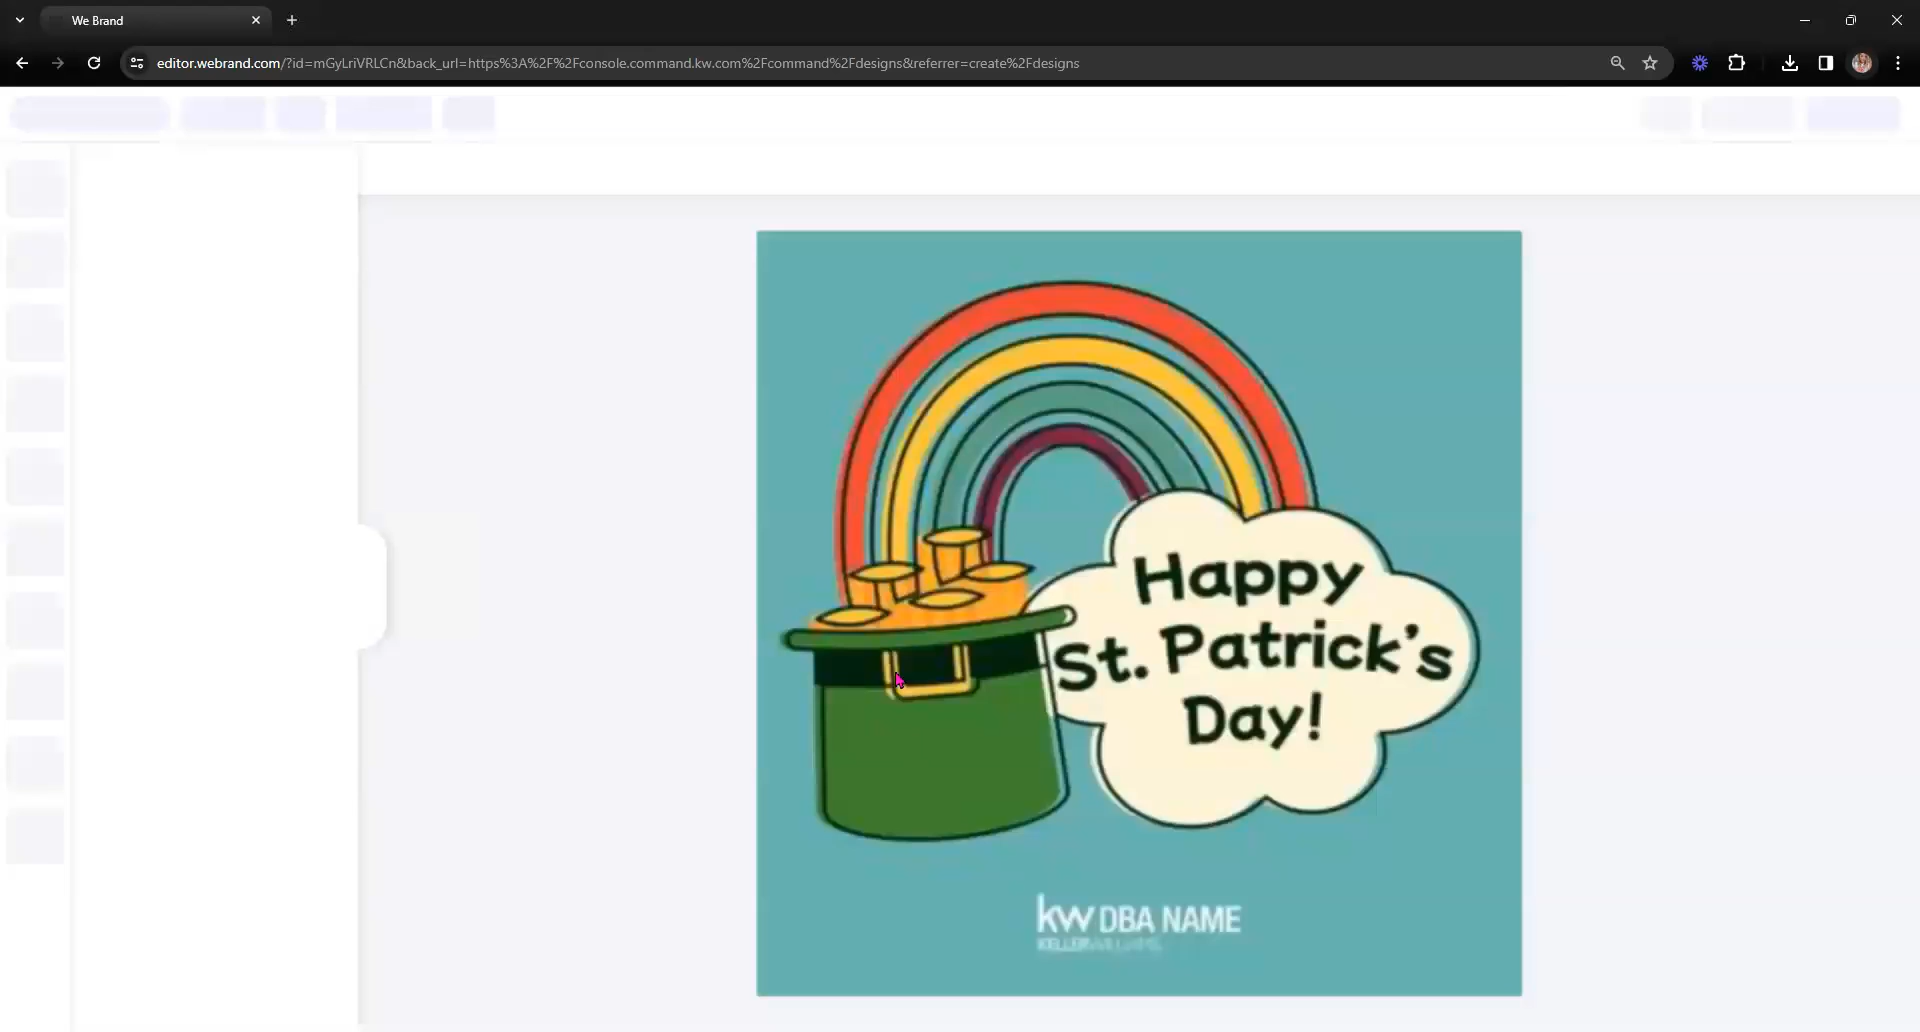 We Brand
editor.webrand.com/?id=mGyLriVRLCn&back_url=https%3A%2F%2Fconsole.command.kw.com%2Fcommand%2Fdesigns&referrer=create%2Fdesigns
Happy
St. Patrick's
Day!
kw DBA NAME
KELLERWILLIAMS